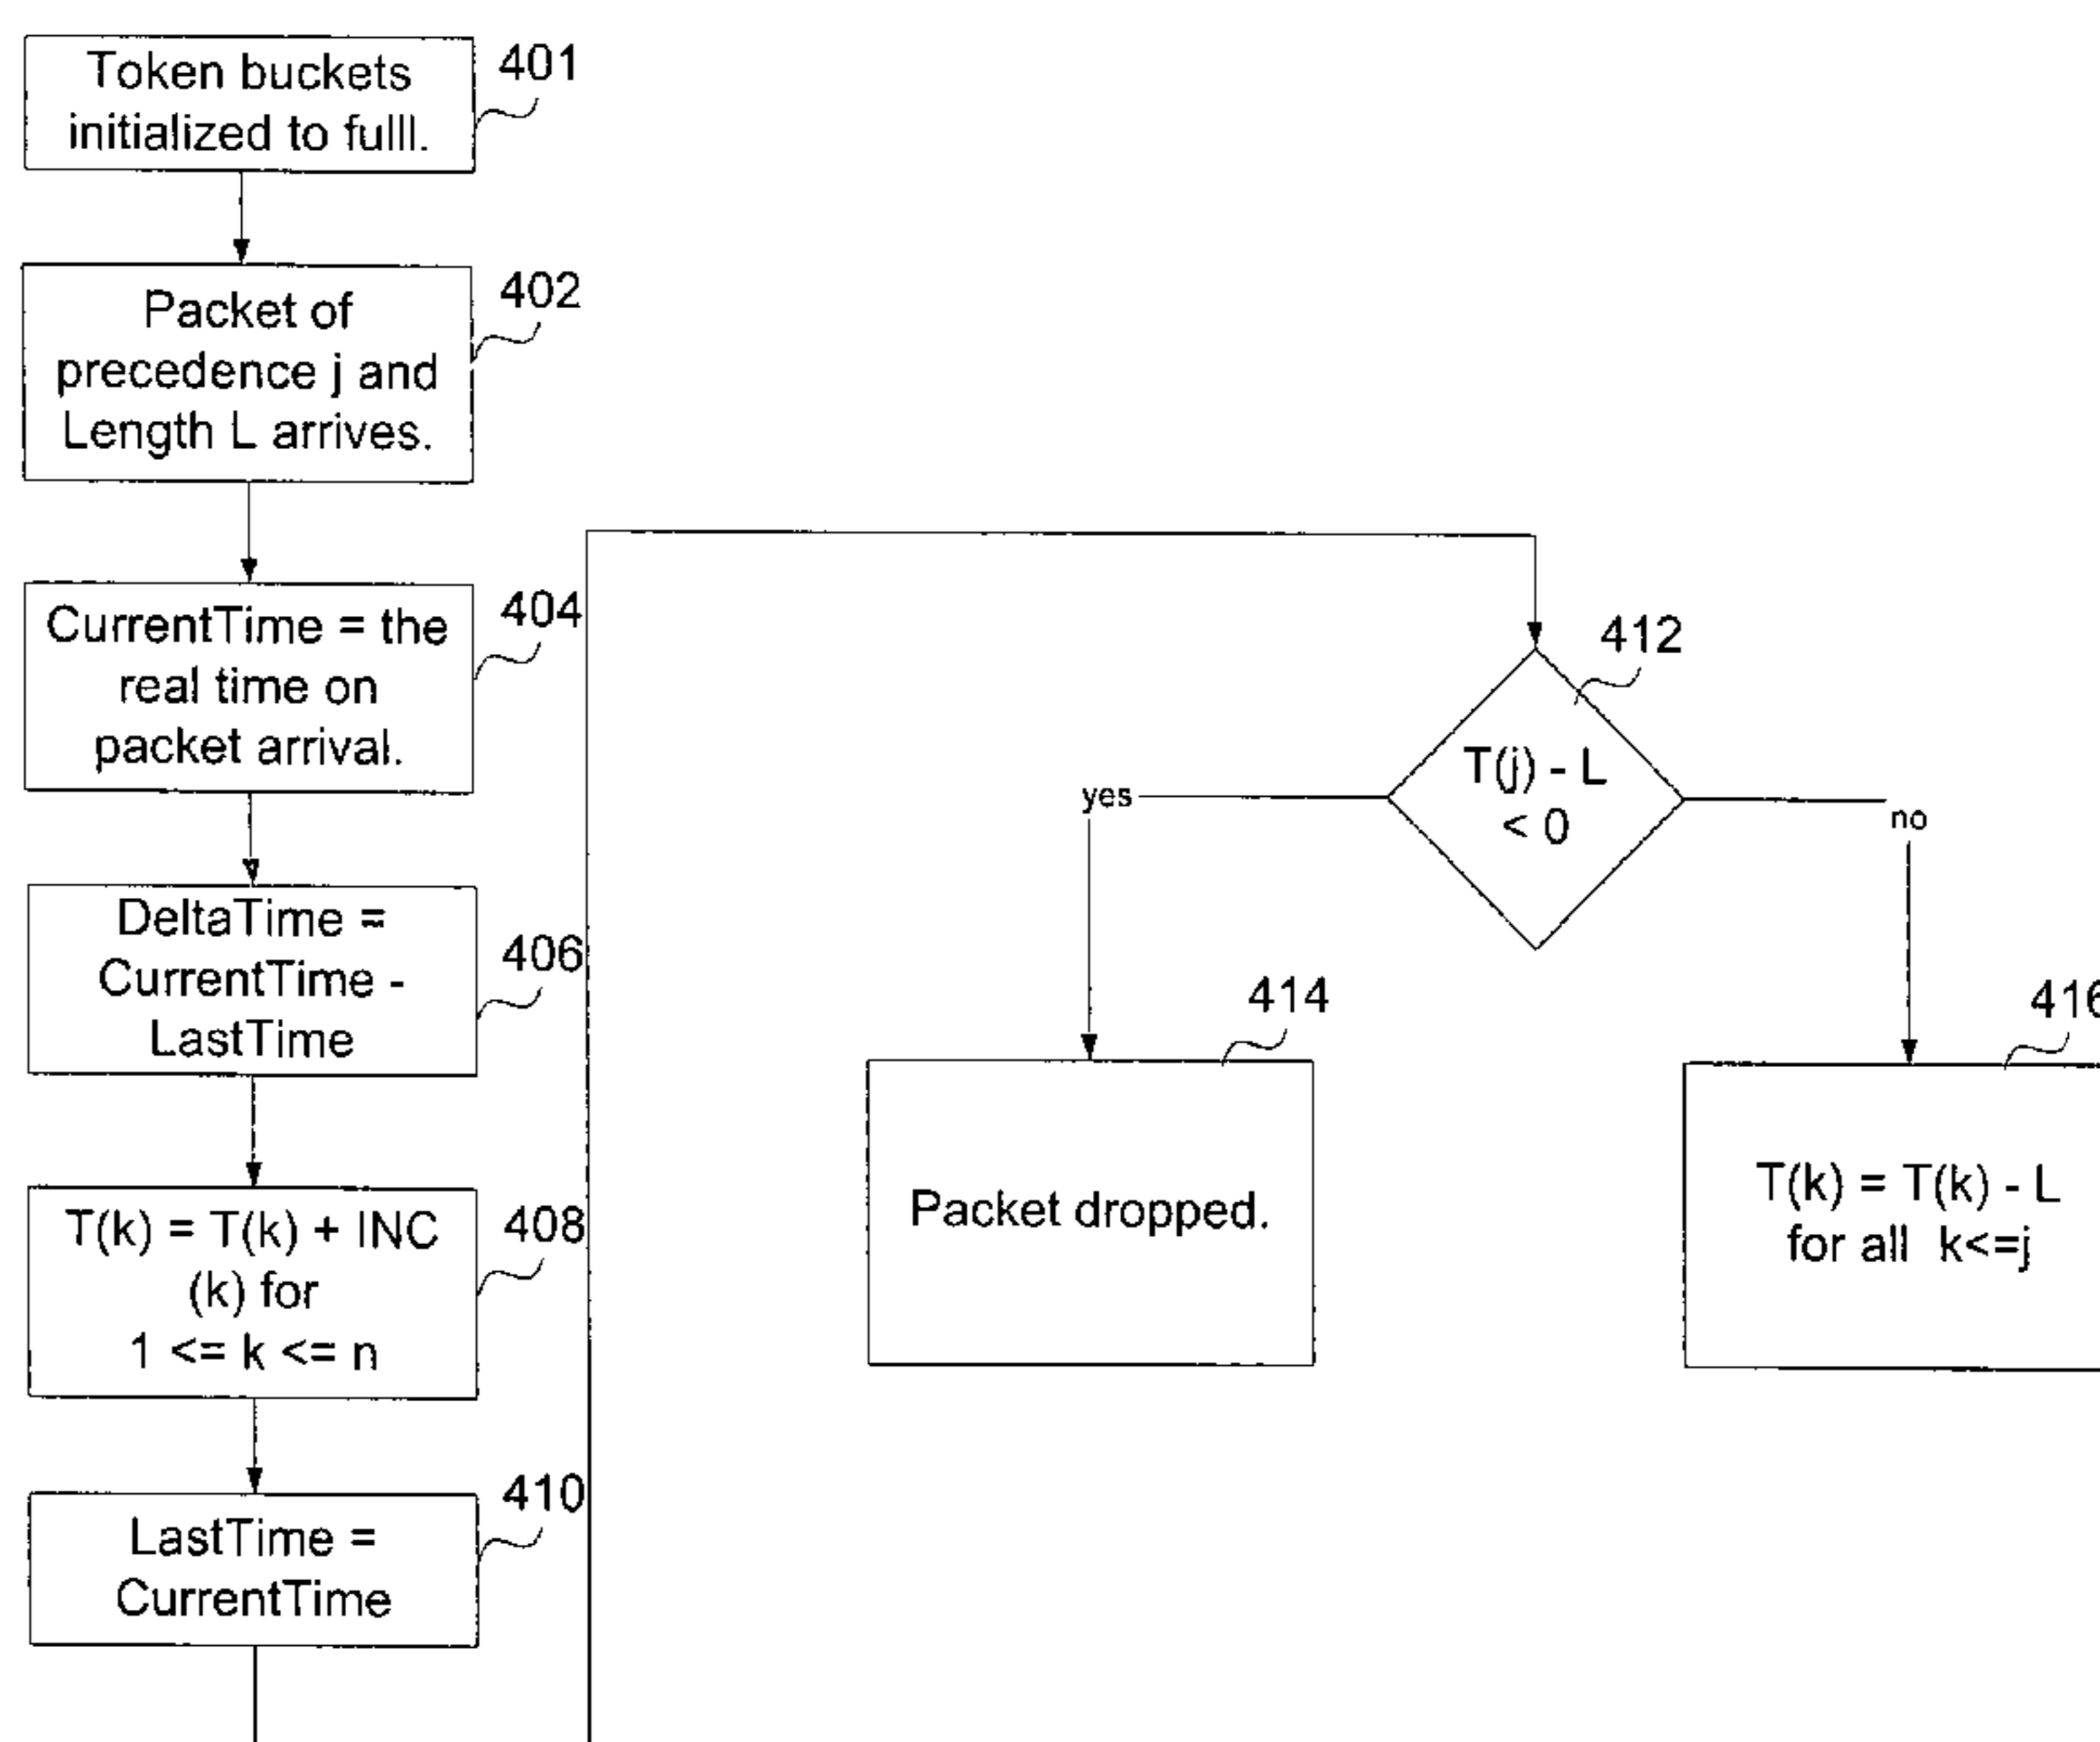 Token buckets
initialized to fulll.
401
Packet of
precedence j and
Length L arrives.
402
CurrentTime = the
real time on
packet arrival.
404
DeltaTime =
CurrentTime -
LastTime
406
T(k) = T(k) + INC
(k) for
1 <= k <= n
408
LastTime =
CurrentTime
410
412
T(j) - L
< 0
yes
no
414
Packet dropped.
416
T(k) = T(k) - L
for all k<=j